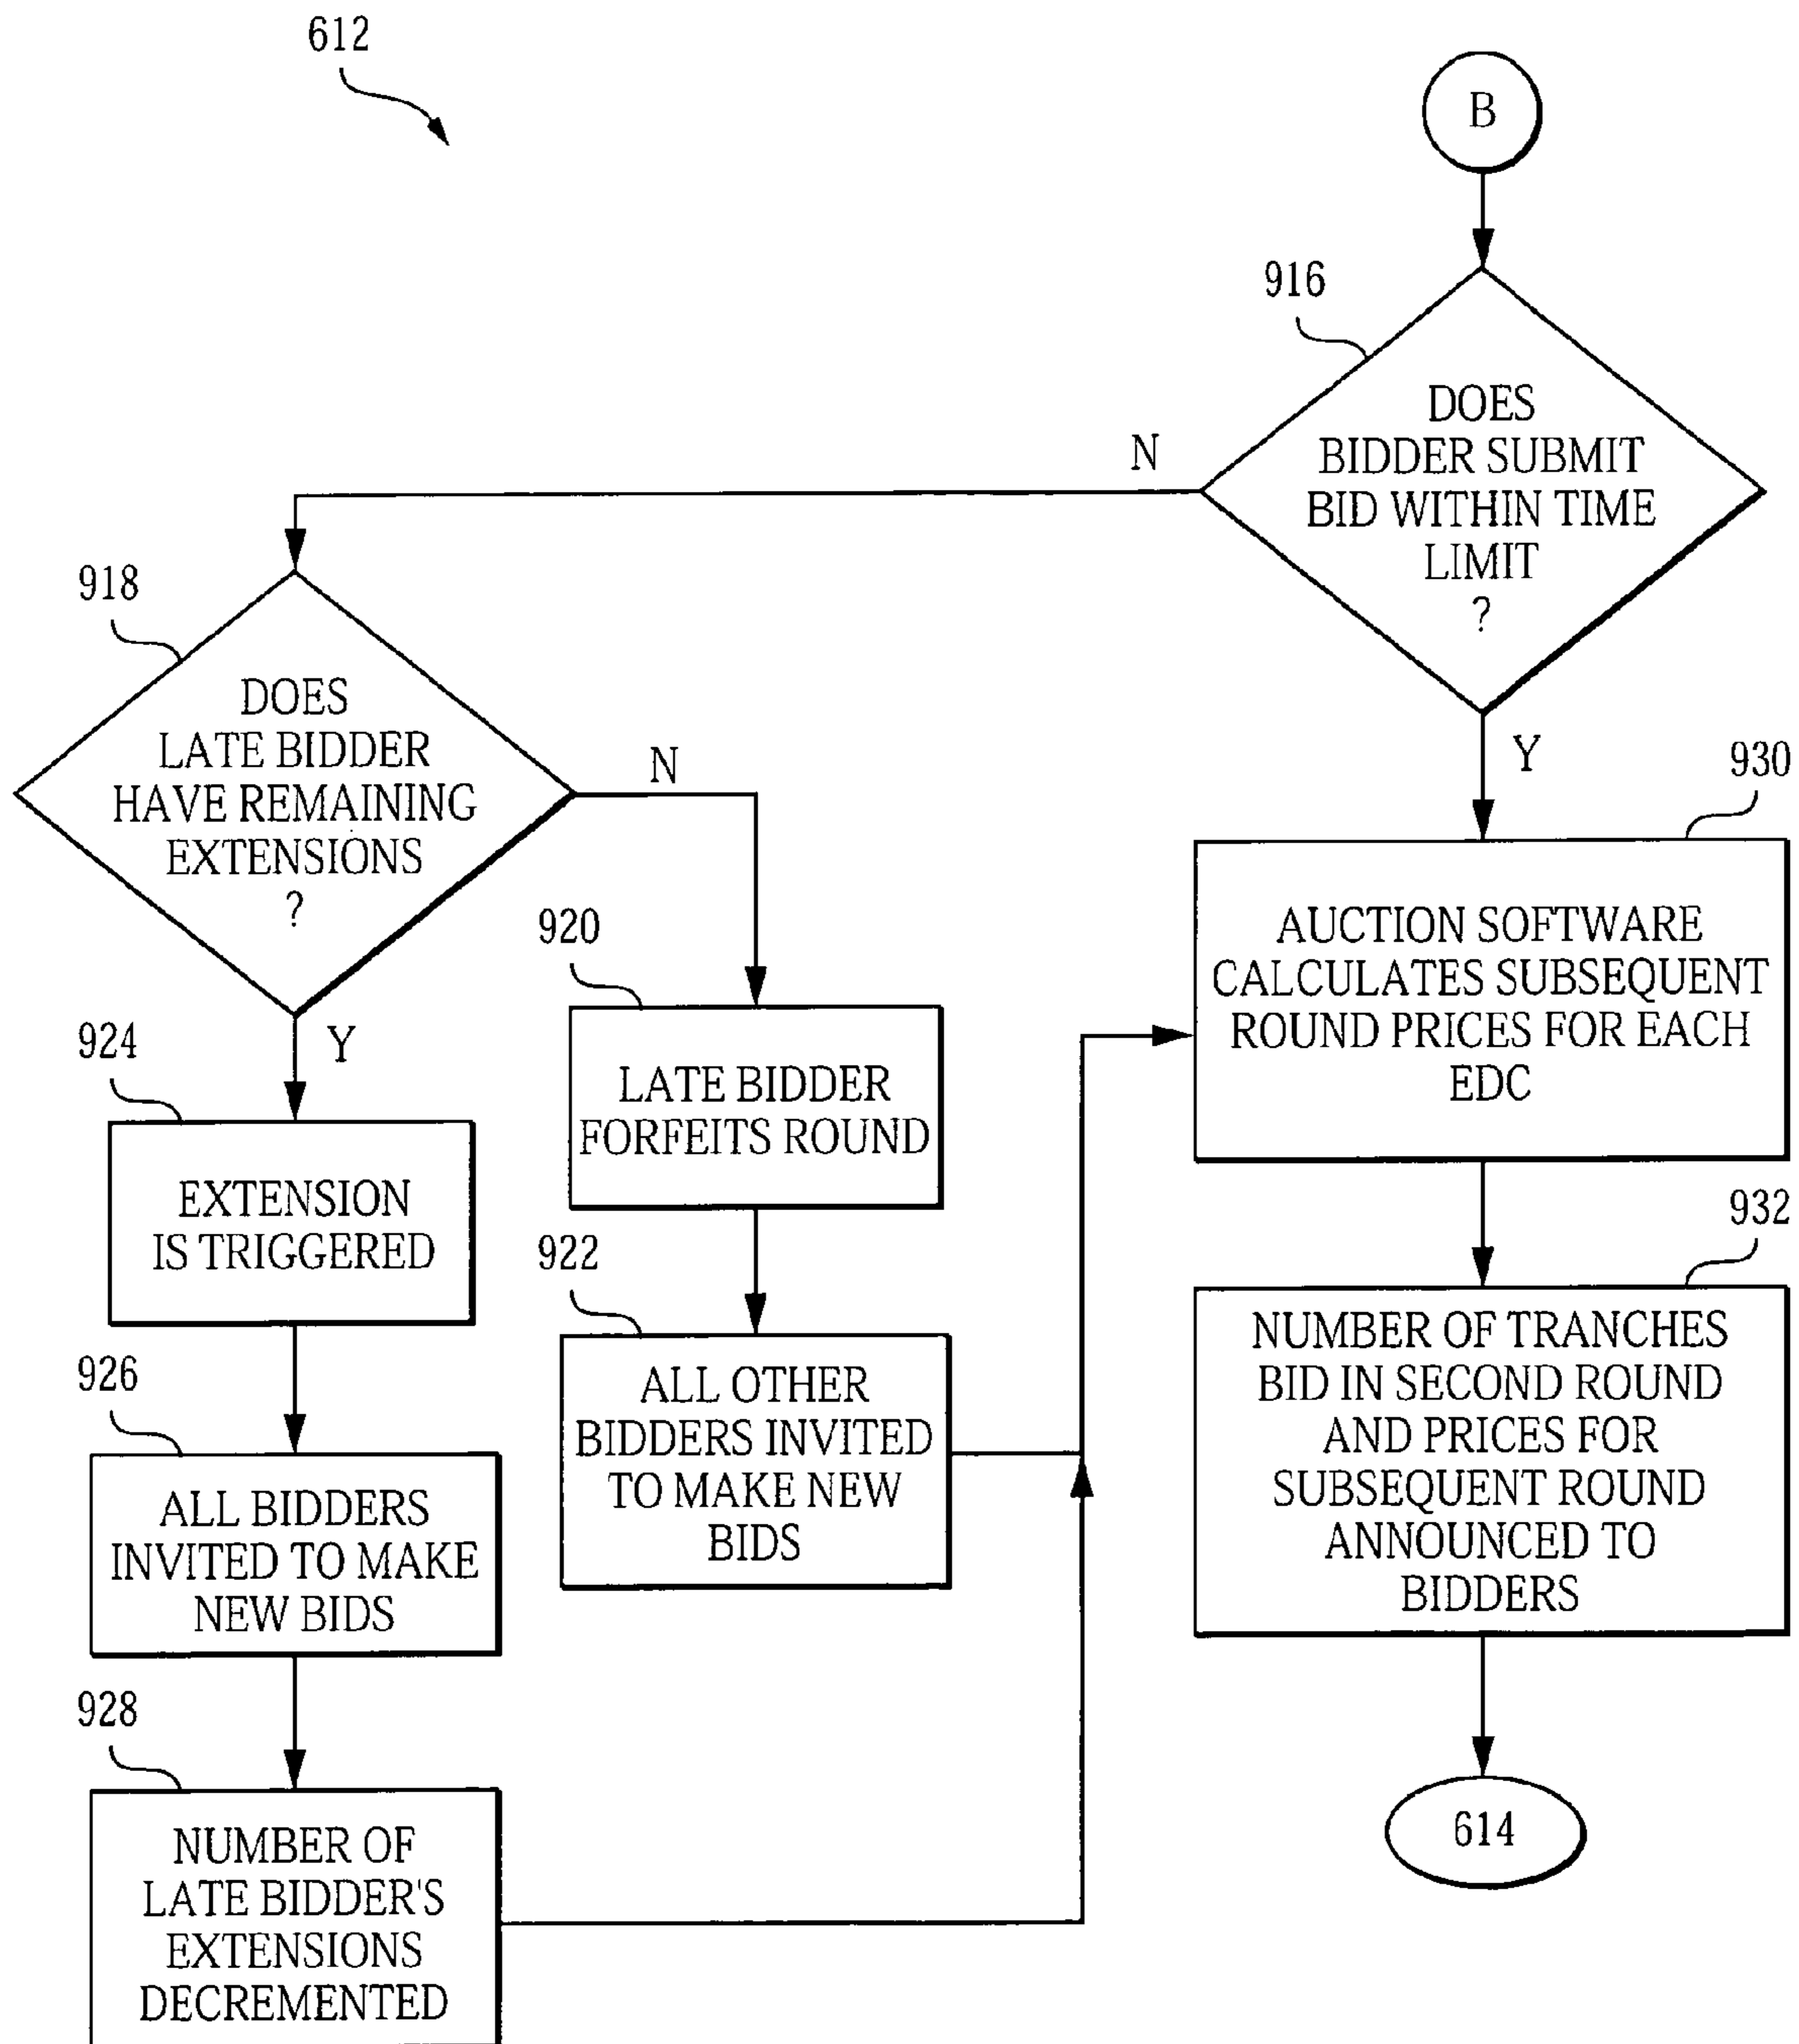 612
B
916
DOES
BIDDER SUBMIT
BID WITHIN TIME
LIMIT
?
N
Y
918
DOES
LATE BIDDER
HAVE REMAINING
EXTENSIONS
?
N
Y
920
LATE BIDDER
FORFEITS ROUND
922
ALL OTHER
BIDDERS INVITED
TO MAKE NEW
BIDS
924
EXTENSION
IS TRIGGERED
926
ALL BIDDERS
INVITED TO MAKE
NEW BIDS
928
NUMBER OF
LATE BIDDER'S
EXTENSIONS
DECREMENTED
930
AUCTION SOFTWARE
CALCULATES SUBSEQUENT
ROUND PRICES FOR EACH
EDC
932
NUMBER OF TRANCHES
BID IN SECOND ROUND
AND PRICES FOR
SUBSEQUENT ROUND
ANNOUNCED TO
BIDDERS
614